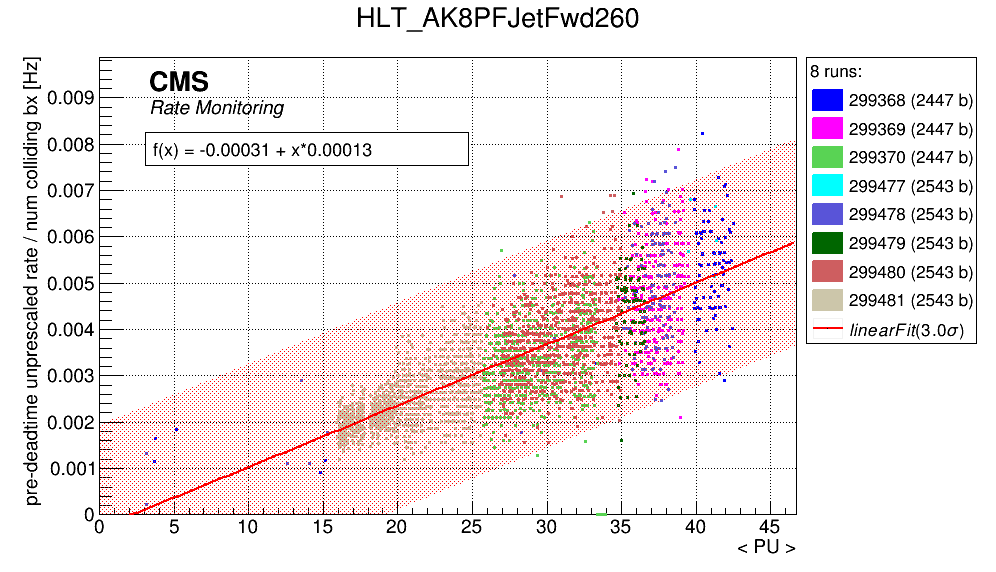 HLT_AK8PFJetFwd260
pre-deadtime unprescaled rate / num colliding bx [Hz]
CMS
Rate Monitoring
f(x) = -0.00031 + x*0.00013
0.009
0.008
0.007
0.006
0.005
0.004
0.003
0.002
0.001
0
0 5 10 15 20 25 30 35 40 45
< PU >
8 runs:
299368 (2447 b)
299369 (2447 b)
299370 (2447 b)
299477 (2543 b)
299478 (2543 b)
299479 (2543 b)
299480 (2543 b)
299481 (2543 b)
linearFit(3.0σ)